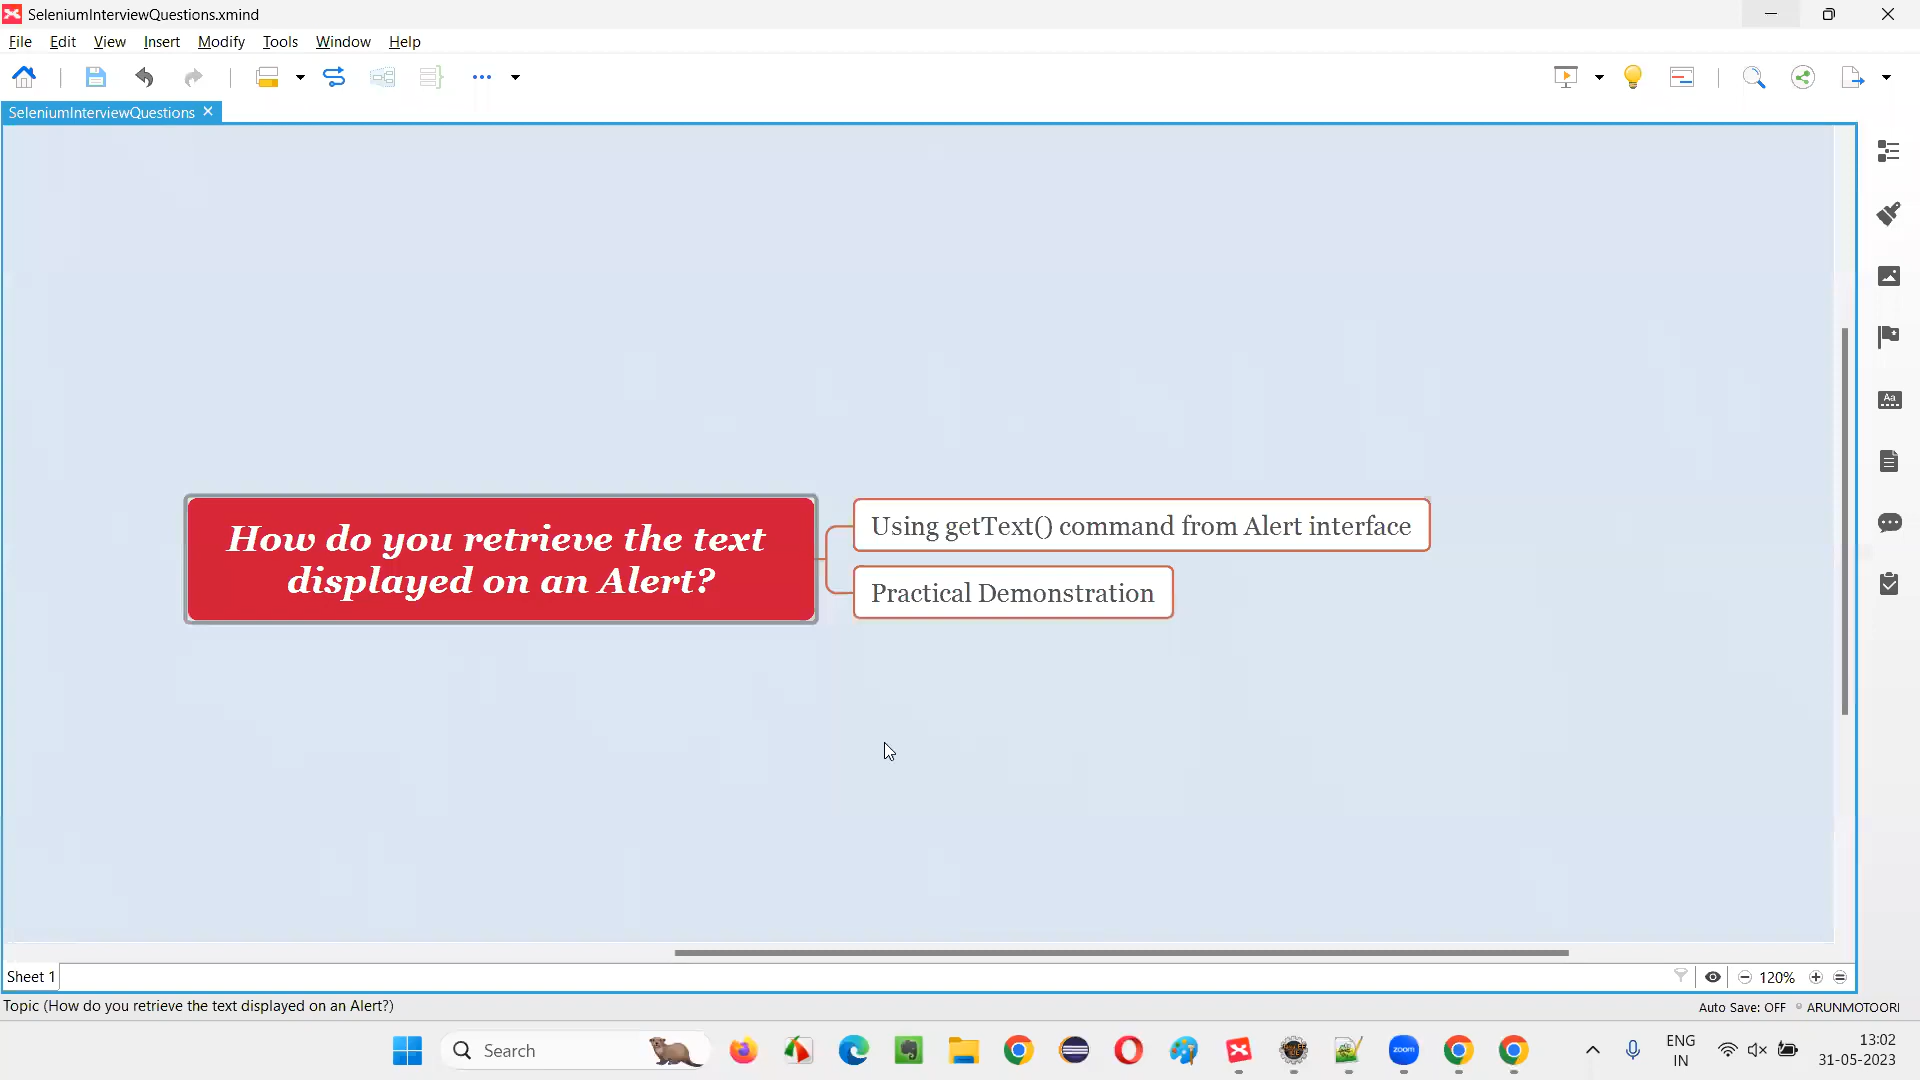 SeleniumInterviewQuestions.xmind
File Edit View Insert Modify Tools Window Help
SeleniumInterviewQuestions
How do you retrieve the text
displayed on an Alert?
Using getText() command from Alert interface
Practical Demonstration
Aa
Sheet 1
120%
Topic (How do you retrieve the text displayed on an Alert?)
Auto Save: OFF
ARUNMOTOORI
Search
zoom
ENG
IN
13:02
31-05-2023